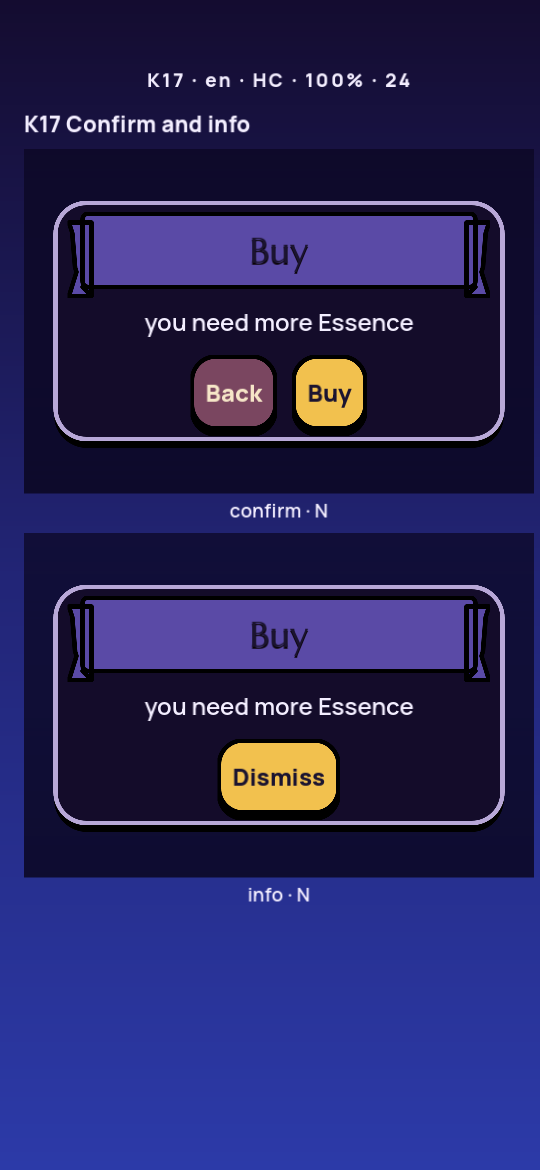 K17 · en · HC · 100% · 24
K17 Confirm and info
Buy
you need more Essence
Back Buy
confirm · N
Buy
you need more Essence
Dismiss
info · N